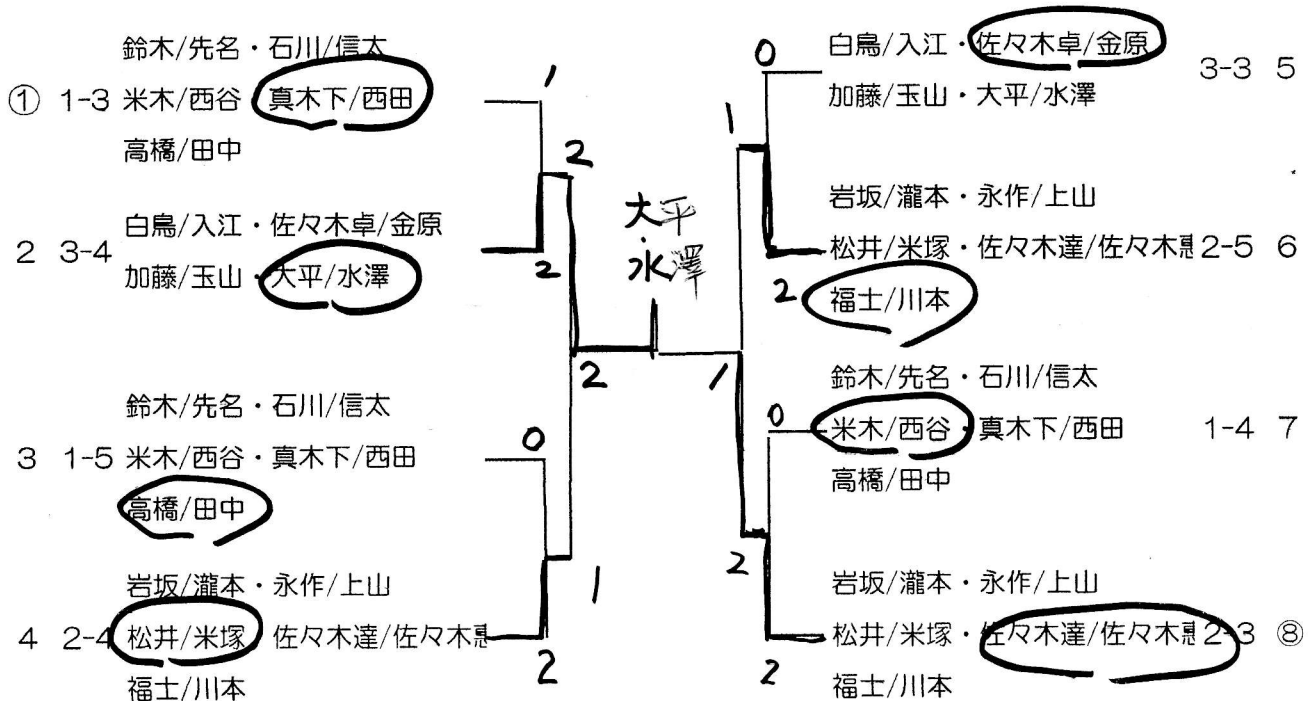 鈴木/先名・石川/信太
① 1-3 米木/西谷・真木下/西田
高橋/田中
1
2
白鳥/入江・佐々木卓/金原
2 3-4
加藤/玉山・大平/水澤
2
鈴木/先名・石川/信太
3 1-5 米木/西谷・真木下/西田
高橋/田中
0
岩坂/瀧本・永作/上山
4 2-4 松井/米塚・佐々木達/佐々木恵
福士/川本
1
2
2
大平
・
水澤
1
0
白鳥/入江・佐々木卓/金原
3-3 5
加藤/玉山・大平/水澤
1
岩坂/瀧本・永作/上山
松井/米塚・佐々木達/佐々木恵 2-5 6
2
福士/川本
鈴木/先名・石川/信太
0
米木/西谷・真木下/西田 1-4 7
高橋/田中
2
岩坂/瀧本・永作/上山
松井/米塚・佐々木達/佐々木恵 2-3 ⑧
2
福士/川本